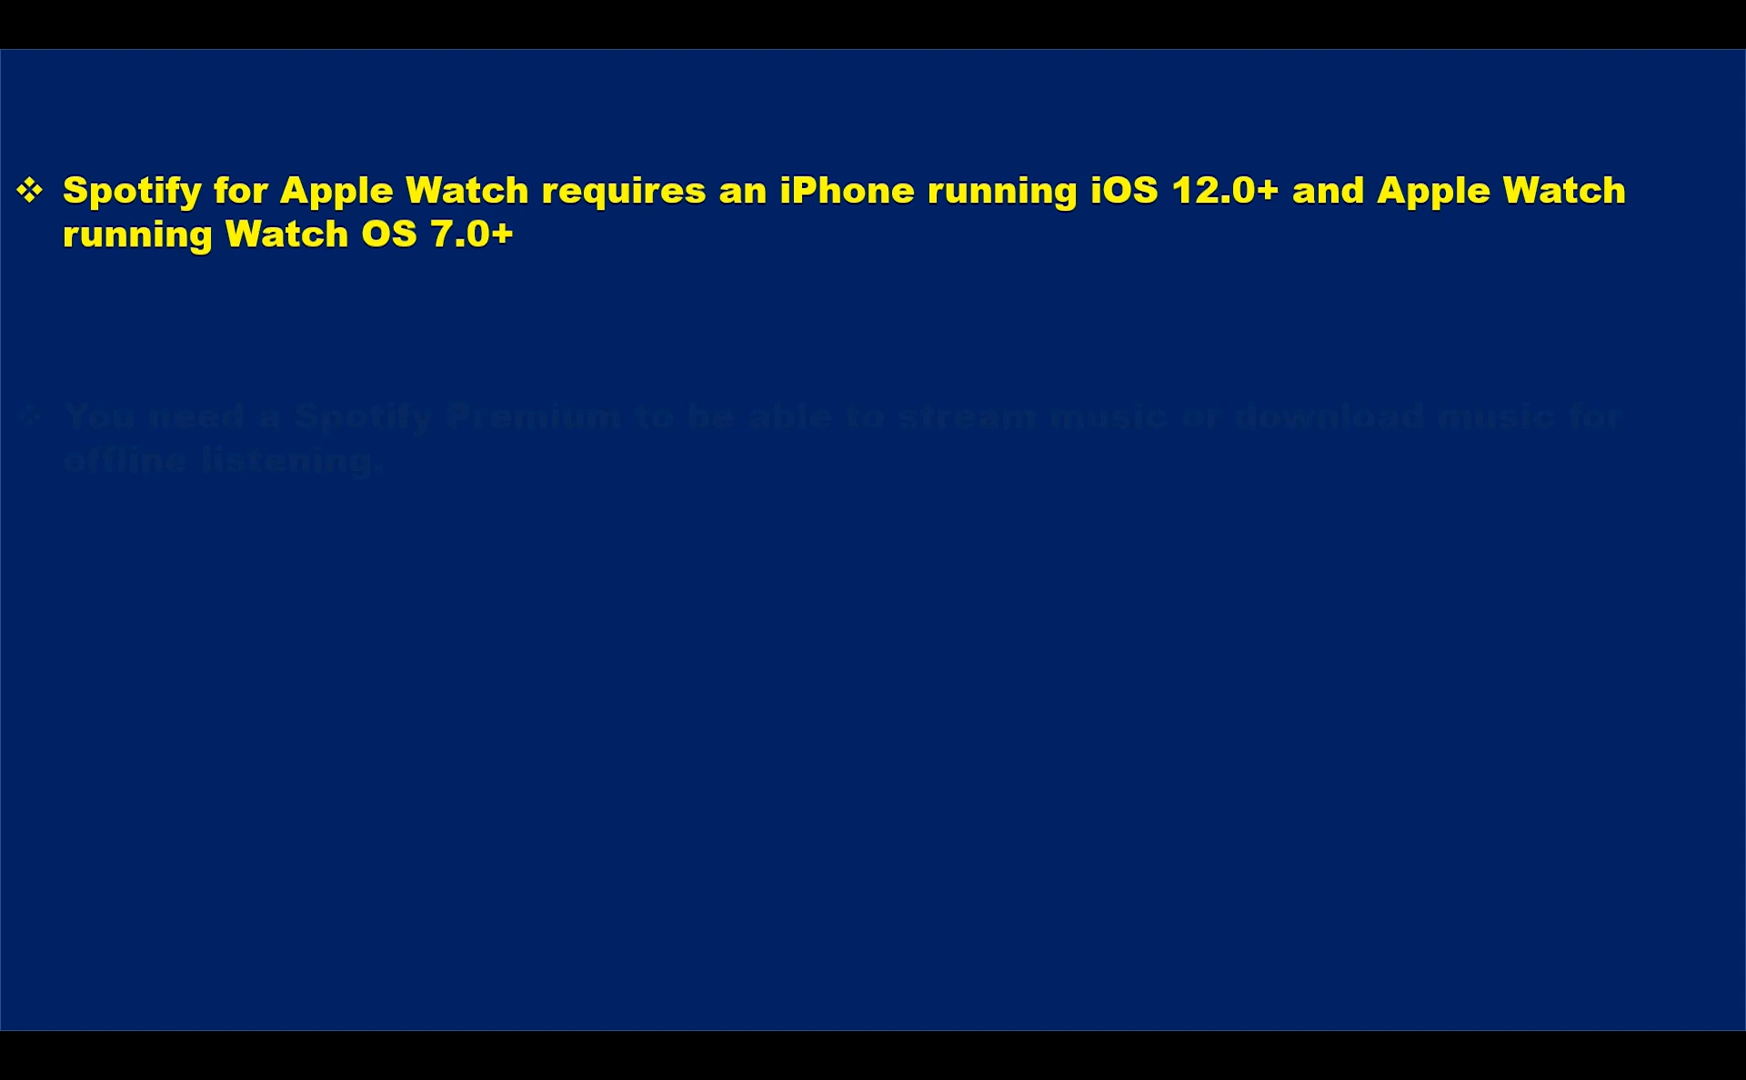 ❖ Spotify for Apple Watch requires an iPhone running iOS 12.0+ and Apple Watch
running Watch OS 7.0+
❖ You need a Spotify Premium to be able to stream music or download music for
offline listening.